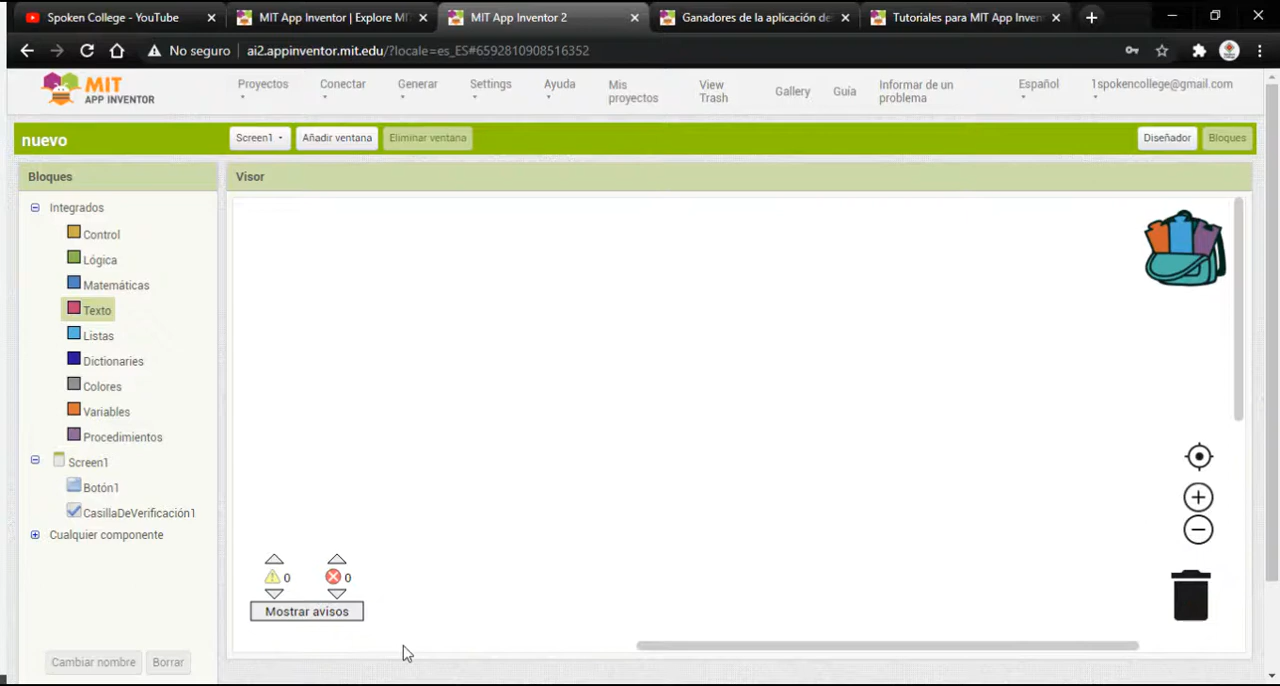 Spoken College - YouTube
MIT App Inventor | Explore MI
MIT App Inventor 2
Ganadores de la aplicación de
Tutoriales para MIT App Inven
No seguro
ai2.appinventor.mit.edu/?locale=es_ES#6592810908516352
MIT
APP INVENTOR
Proyectos
Conectar
Generar
Settings
Ayuda
Mis proyectos
View Trash
Gallery
Guía
Informar de un problema
Español
1spokencollege@gmail.com
nuevo
Screen1
Añadir ventana
Eliminar ventana
Diseñador
Bloques
Bloques
Visor
Integrados
Control
Lógica
Matemáticas
Texto
Listas
Dictionaries
Colores
Variables
Procedimientos
Screen1
Botón1
CasillaDeVerificación1
Cualquier componente
0
0
Mostrar avisos
Cambiar nombre
Borrar